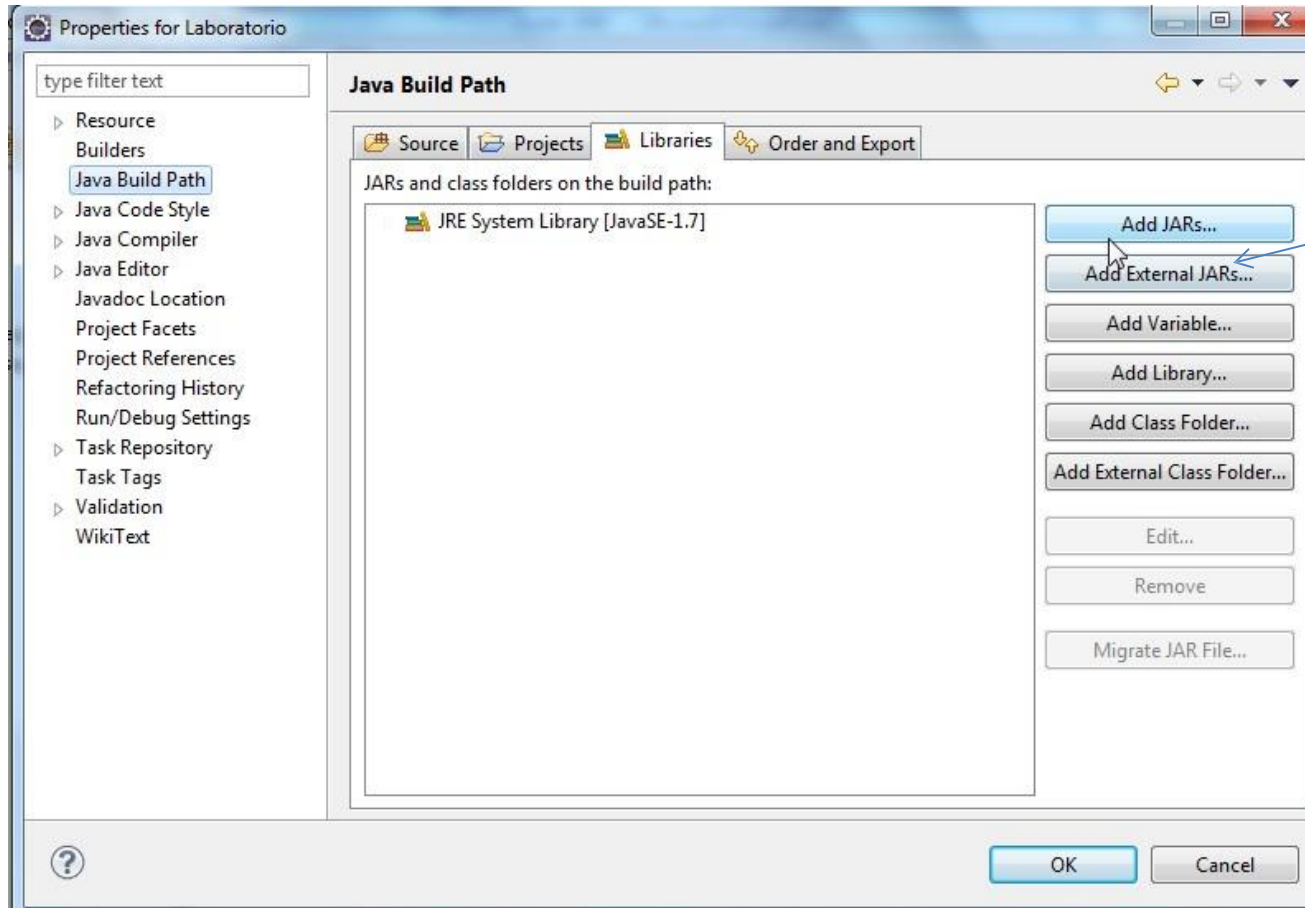 Properties for Laboratorio
type filter text
Resource
Builders
Java Build Path
Java Code Style
Java Compiler
Java Editor
Javadoc Location
Project Facets
Project References
Refactoring History
Run/Debug Settings
Task Repository
Task Tags
Validation
WikiText
Java Build Path
Source Projects Libraries Order and Export
JARs and class folders on the build path:
JRE System Library [JavaSE-1.7]
Add JARs...
Add External JARs...
Add Variable...
Add Library...
Add Class Folder...
Add External Class Folder...
Edit...
Remove
Migrate JAR File...
OK Cancel